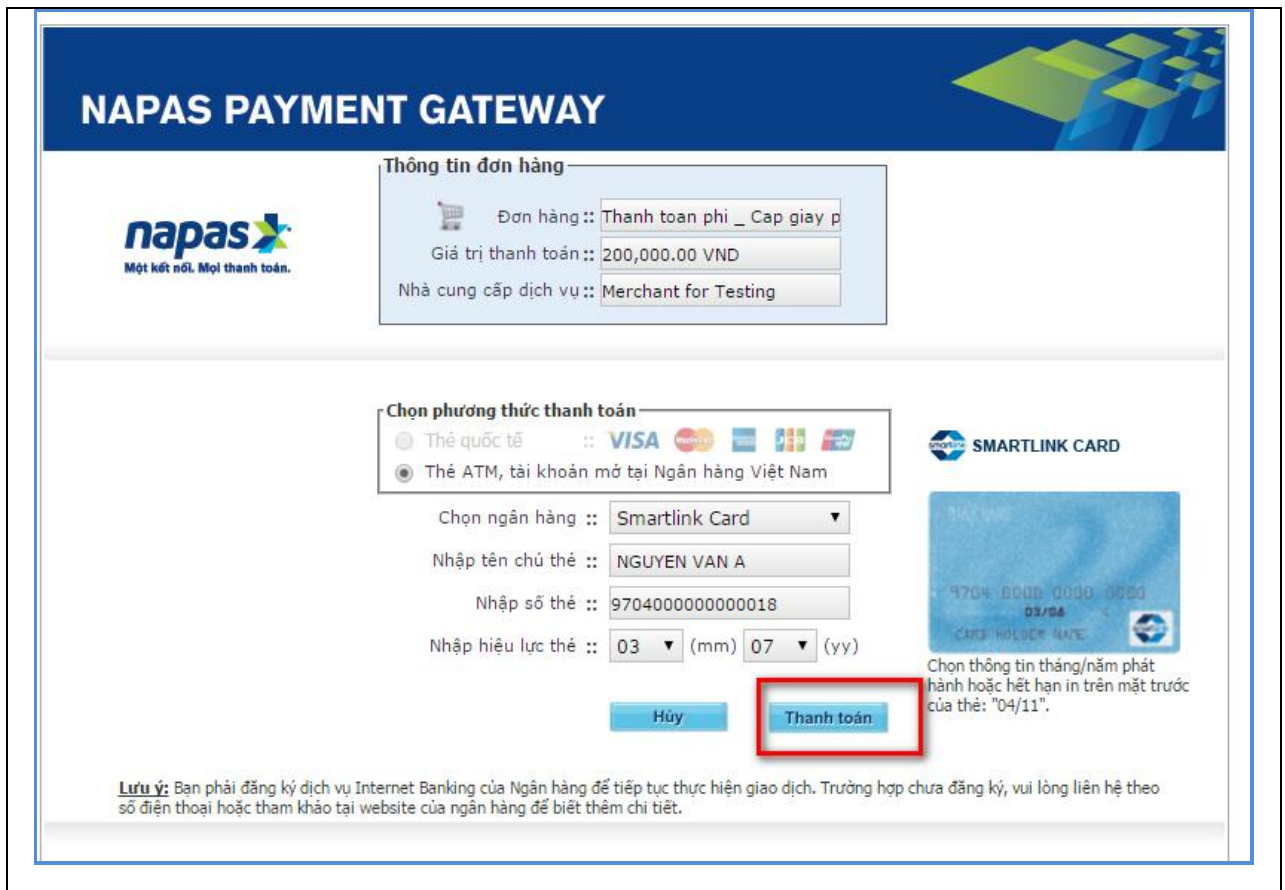 NAPAS PAYMENT GATEWAY
Thông tin đơn hàng
napas
Một kết nối. Mọi thanh toán.
Đơn hàng :: Thanh toan phi _ Cap giay p
Giá trị thanh toán :: 200,000.00 VND
Nhà cung cấp dịch vụ :: Merchant for Testing
Chọn phương thức thanh toán
Thẻ quốc tế :: VISA MasterCard JCB
Thẻ ATM, tài khoản mở tại Ngân hàng Việt Nam
smartlink SMARTLINK CARD
Chọn ngân hàng :: Smartlink Card
Nhập tên chủ thẻ :: NGUYEN VAN A
Nhập số thẻ :: 9704000000000018
Nhập hiệu lực thẻ :: 03 (mm) 07 (yy)
BANK NAME
9704 0000 0000 0000
03/08
CARD HOLDER NAME
Chọn thông tin tháng/năm phát
hành hoặc hết hạn in trên mặt trước
của thẻ: "04/11".
Hủy Thanh toán
Lưu ý: Bạn phải đăng ký dịch vụ Internet Banking của Ngân hàng để tiếp tục thực hiện giao dịch. Trường hợp chưa đăng ký, vui lòng liên hệ theo
số điện thoại hoặc tham khảo tại website của ngân hàng để biết thêm chi tiết.